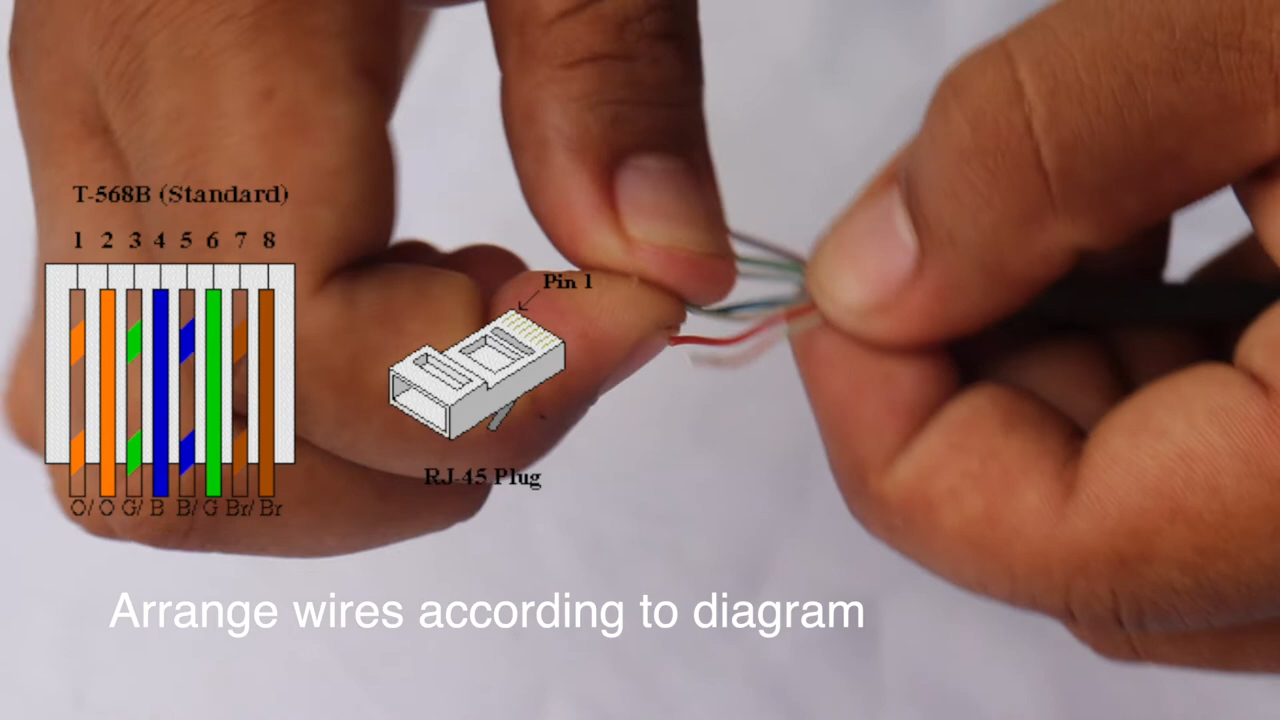 T-568B (Standard)
1 2 3 4 5 6 7 8
O/ O G/ B B/ G Br/ Br
Pin 1
RJ-45 Plug
Arrange wires according to diagram